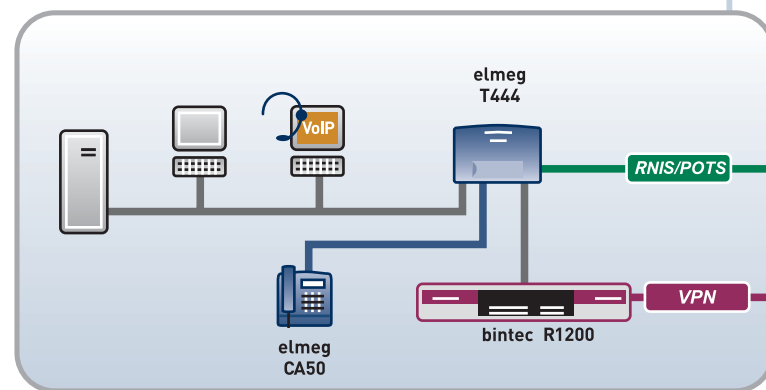 elmeg
T444
VoIP
RNIS/POTS
VPN
bintec R1200
elmeg
CA50